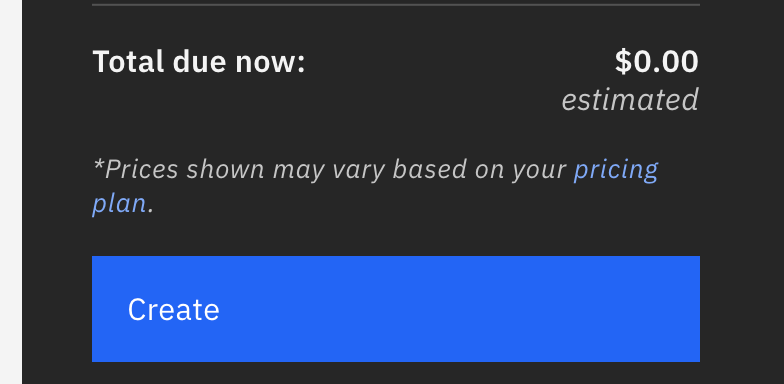 Total due now:
$0.00
estimated
*Prices shown may vary based on your pricing
plan.
Create